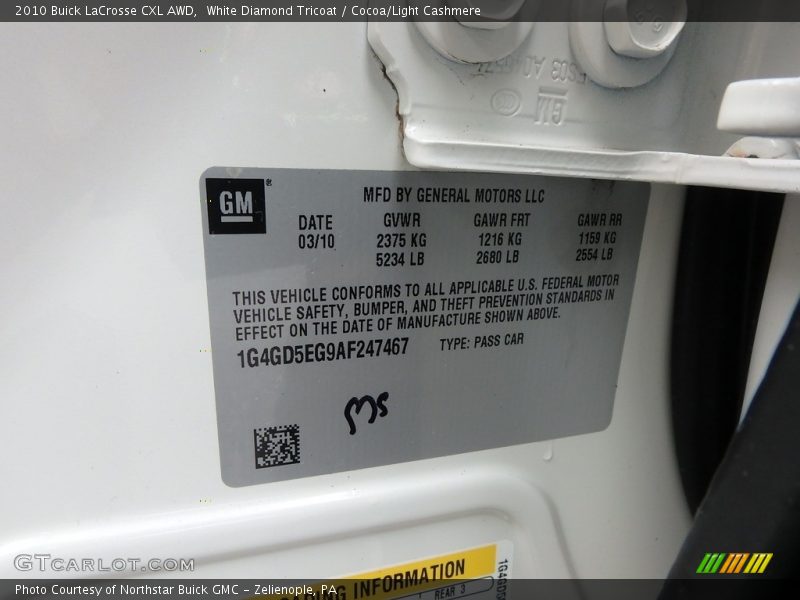 2010 Buick LaCrosse CXL AWD,  White Diamond Tricoat / Cocoa/Light Cashmere
GM
GM
MFD BY GENERAL MOTORS LLC
DATE GVWR GAWR FRT GAWR RR
03/10 2375 KG 1216 KG 1159 KG
5234 LB 2680 LB 2554 LB
THIS VEHICLE CONFORMS TO ALL APPLICABLE U.S. FEDERAL MOTOR
VEHICLE SAFETY, BUMPER, AND THEFT PREVENTION STANDARDS IN
EFFECT ON THE DATE OF MANUFACTURE SHOWN ABOVE.
1G4GD5EG9AF247467 TYPE: PASS CAR
ms
GTCARLOT.COM
INFORMATION
REAR 3
Photo Courtesy of Northstar Buick GMC - Zelienople, PA